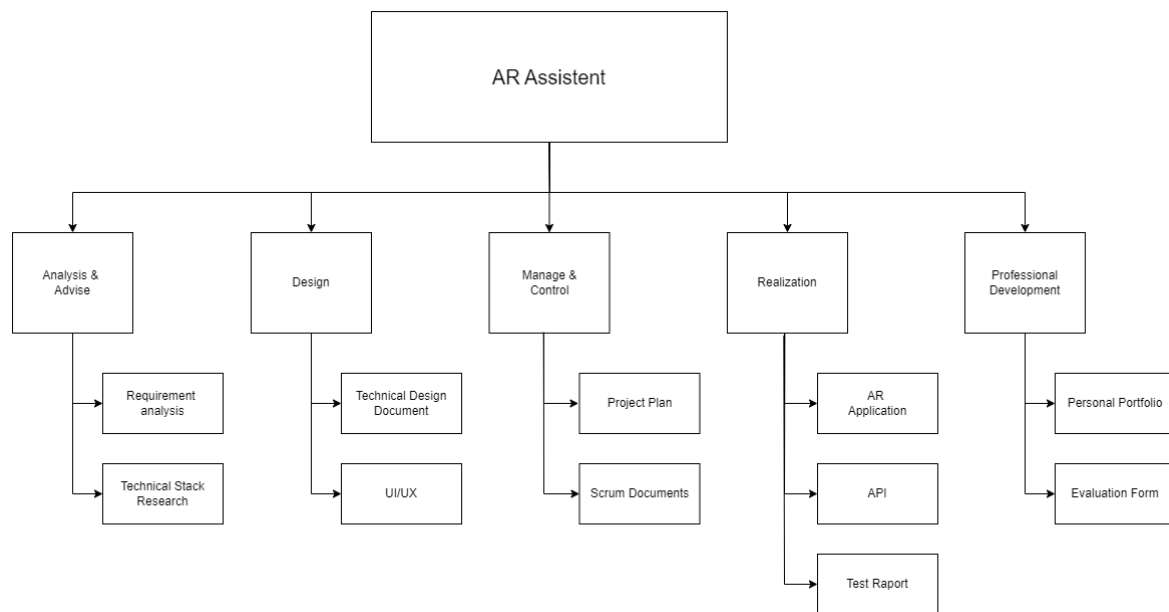 AR Assistent
Analysis &
Advise
Design
Manage &
Control
Realization
Professional
Development
Requirement
analysis
Technical Design
Document
Project Plan
AR
Application
Personal Portfolio
Technical Stack
Research
UI/UX
Scrum Documents
API
Evaluation Form
Test Raport